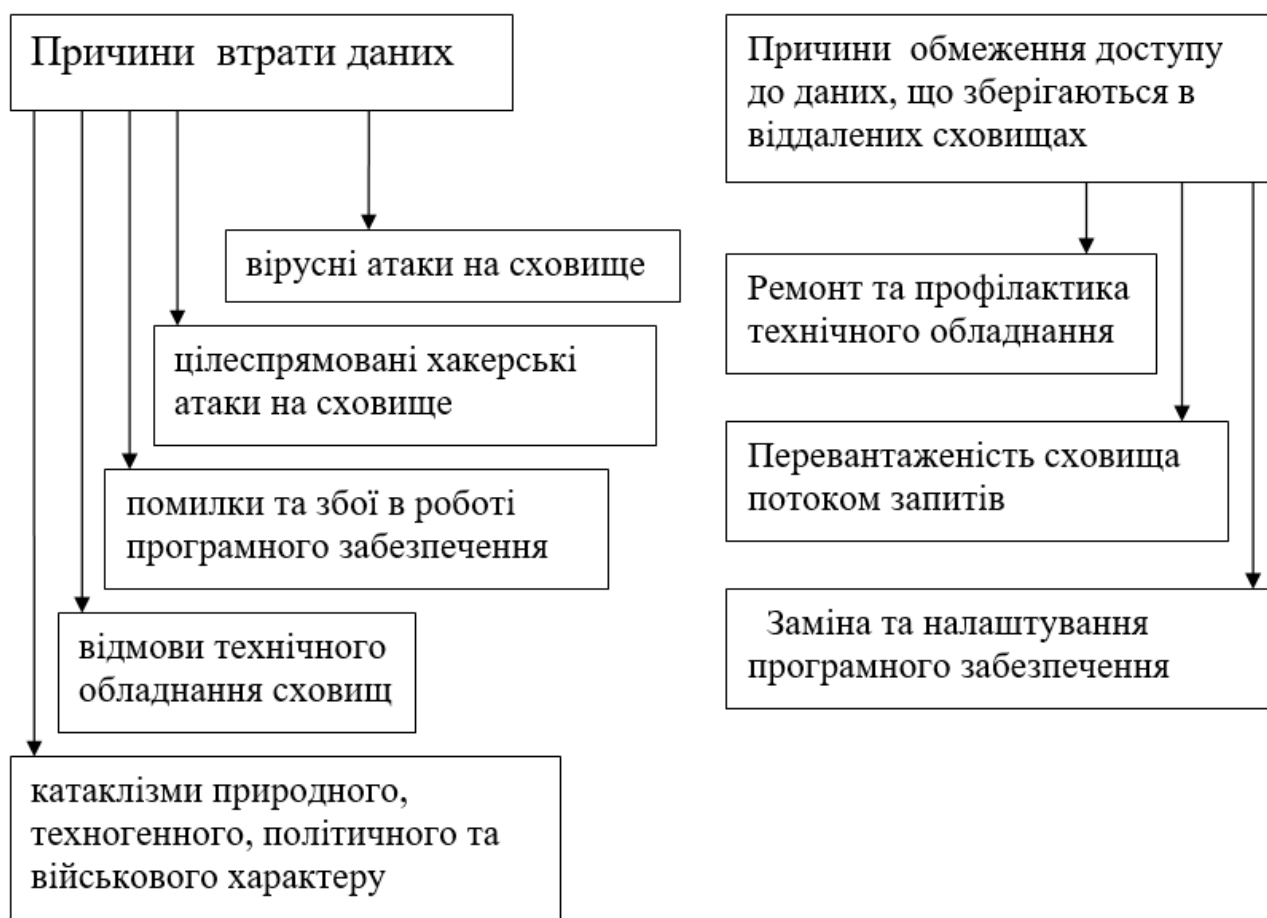 Причини втрати даних
вірусні атаки на сховище
цілеспрямовані хакерські
атаки на сховище
помилки та збої в роботі
програмного забезпечення
відмови технічного
обладнання сховищ
катаклізми природного,
техногенного, політичного та
військового характеру
Причини обмеження доступу
до даних, що зберігаються в
віддалених сховищах
Ремонт та профілактика
технічного обладнання
Перевантаженість сховища
потоком запитів
Заміна та налаштування
програмного забезпечення